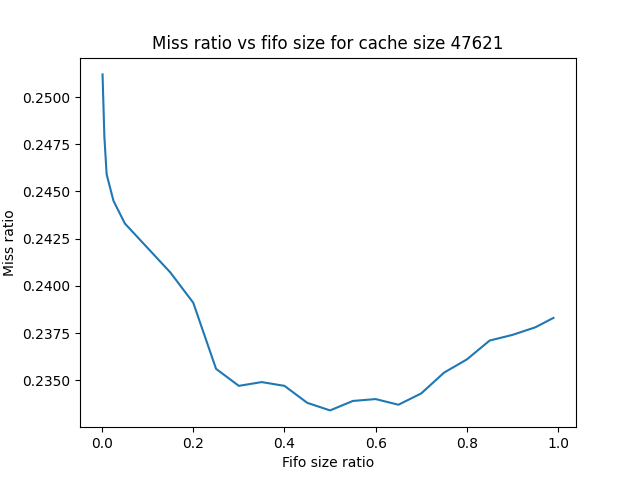 Miss ratio vs fifo size for cache size 47621
0.2500
0.2475
0.2450
0.2425
0.2400
0.2375
0.2350
Miss ratio
0.0 0.2 0.4 0.6 0.8 1.0
Fifo size ratio